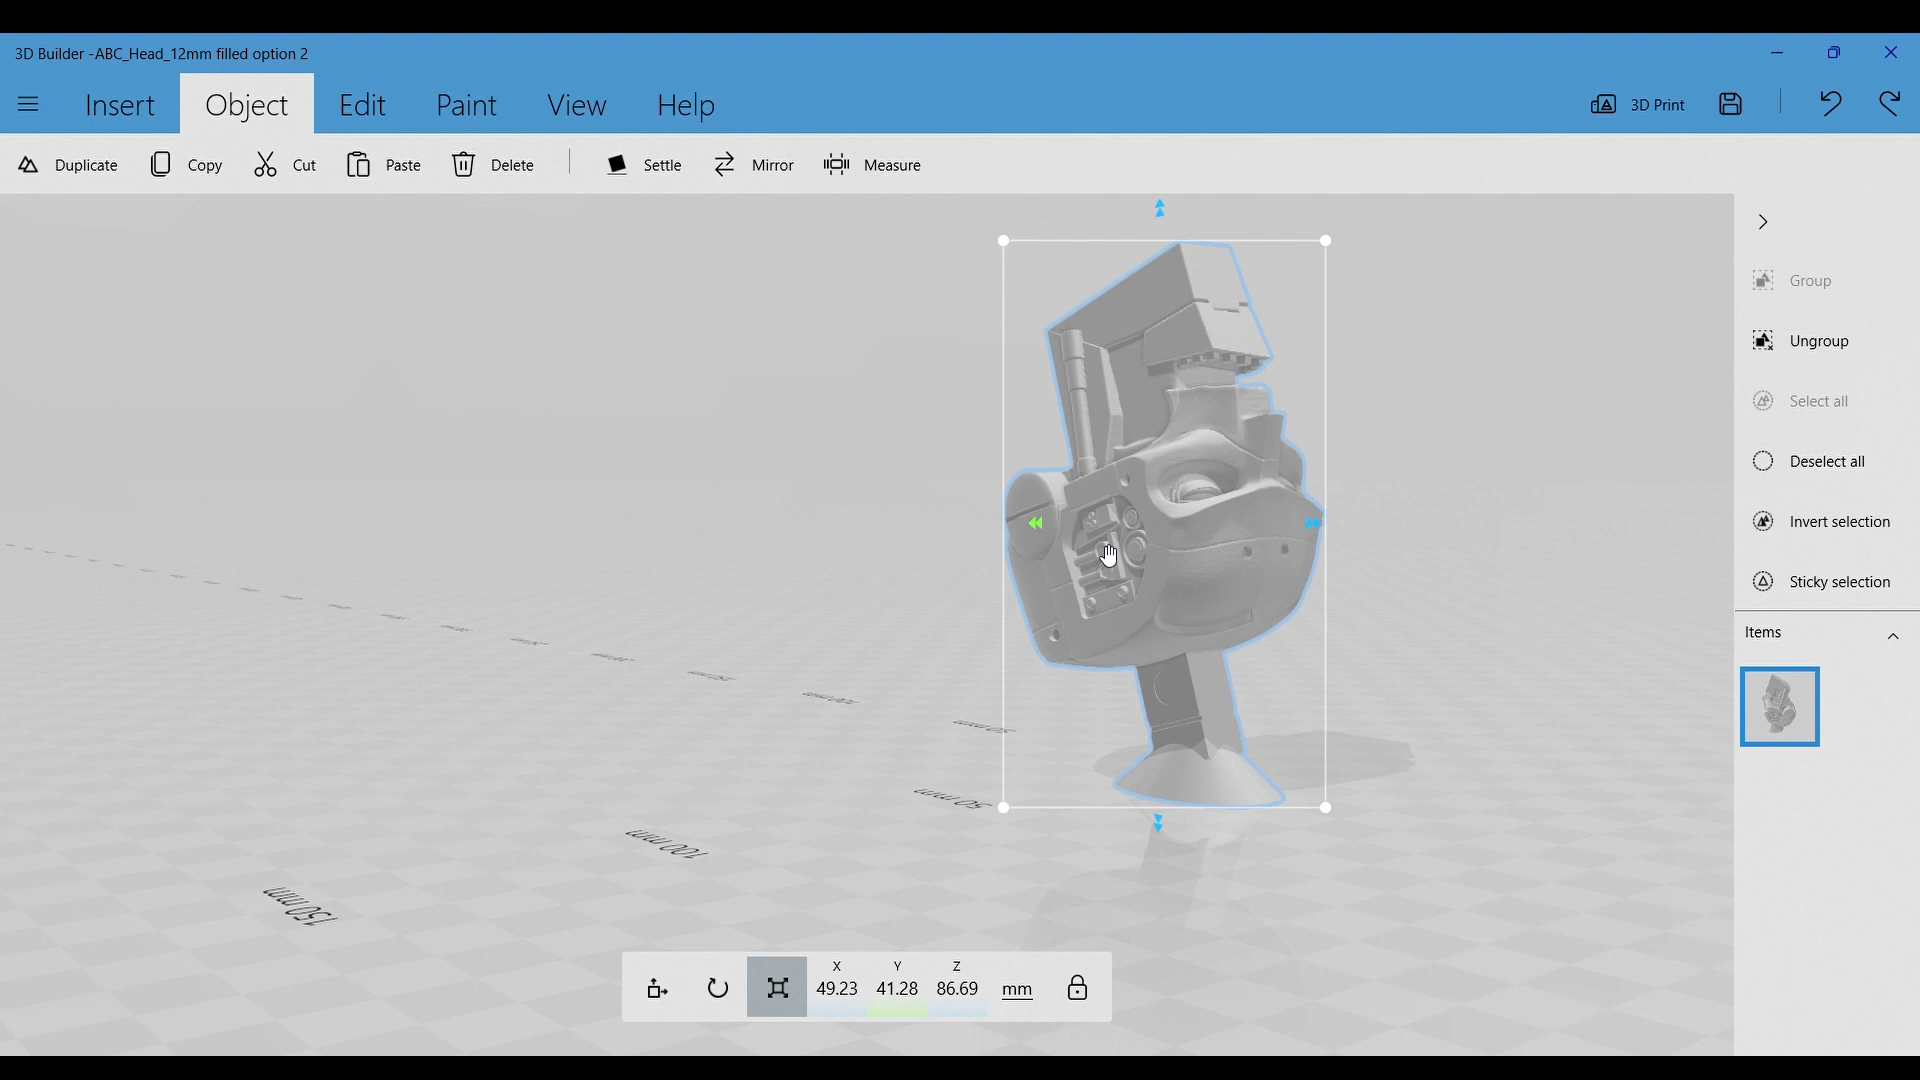 3D Builder -ABC_Head_12mm filled option 2
Insert Object Edit Paint View Help 3D Print
Duplicate Copy Cut Paste Delete Settle Mirror Measure
Group
Ungroup
Select all
Deselect all
Invert selection
Sticky selection
Items
50 mm
100 mm
150 mm
X Y Z
49.23 41.28 86.69 mm